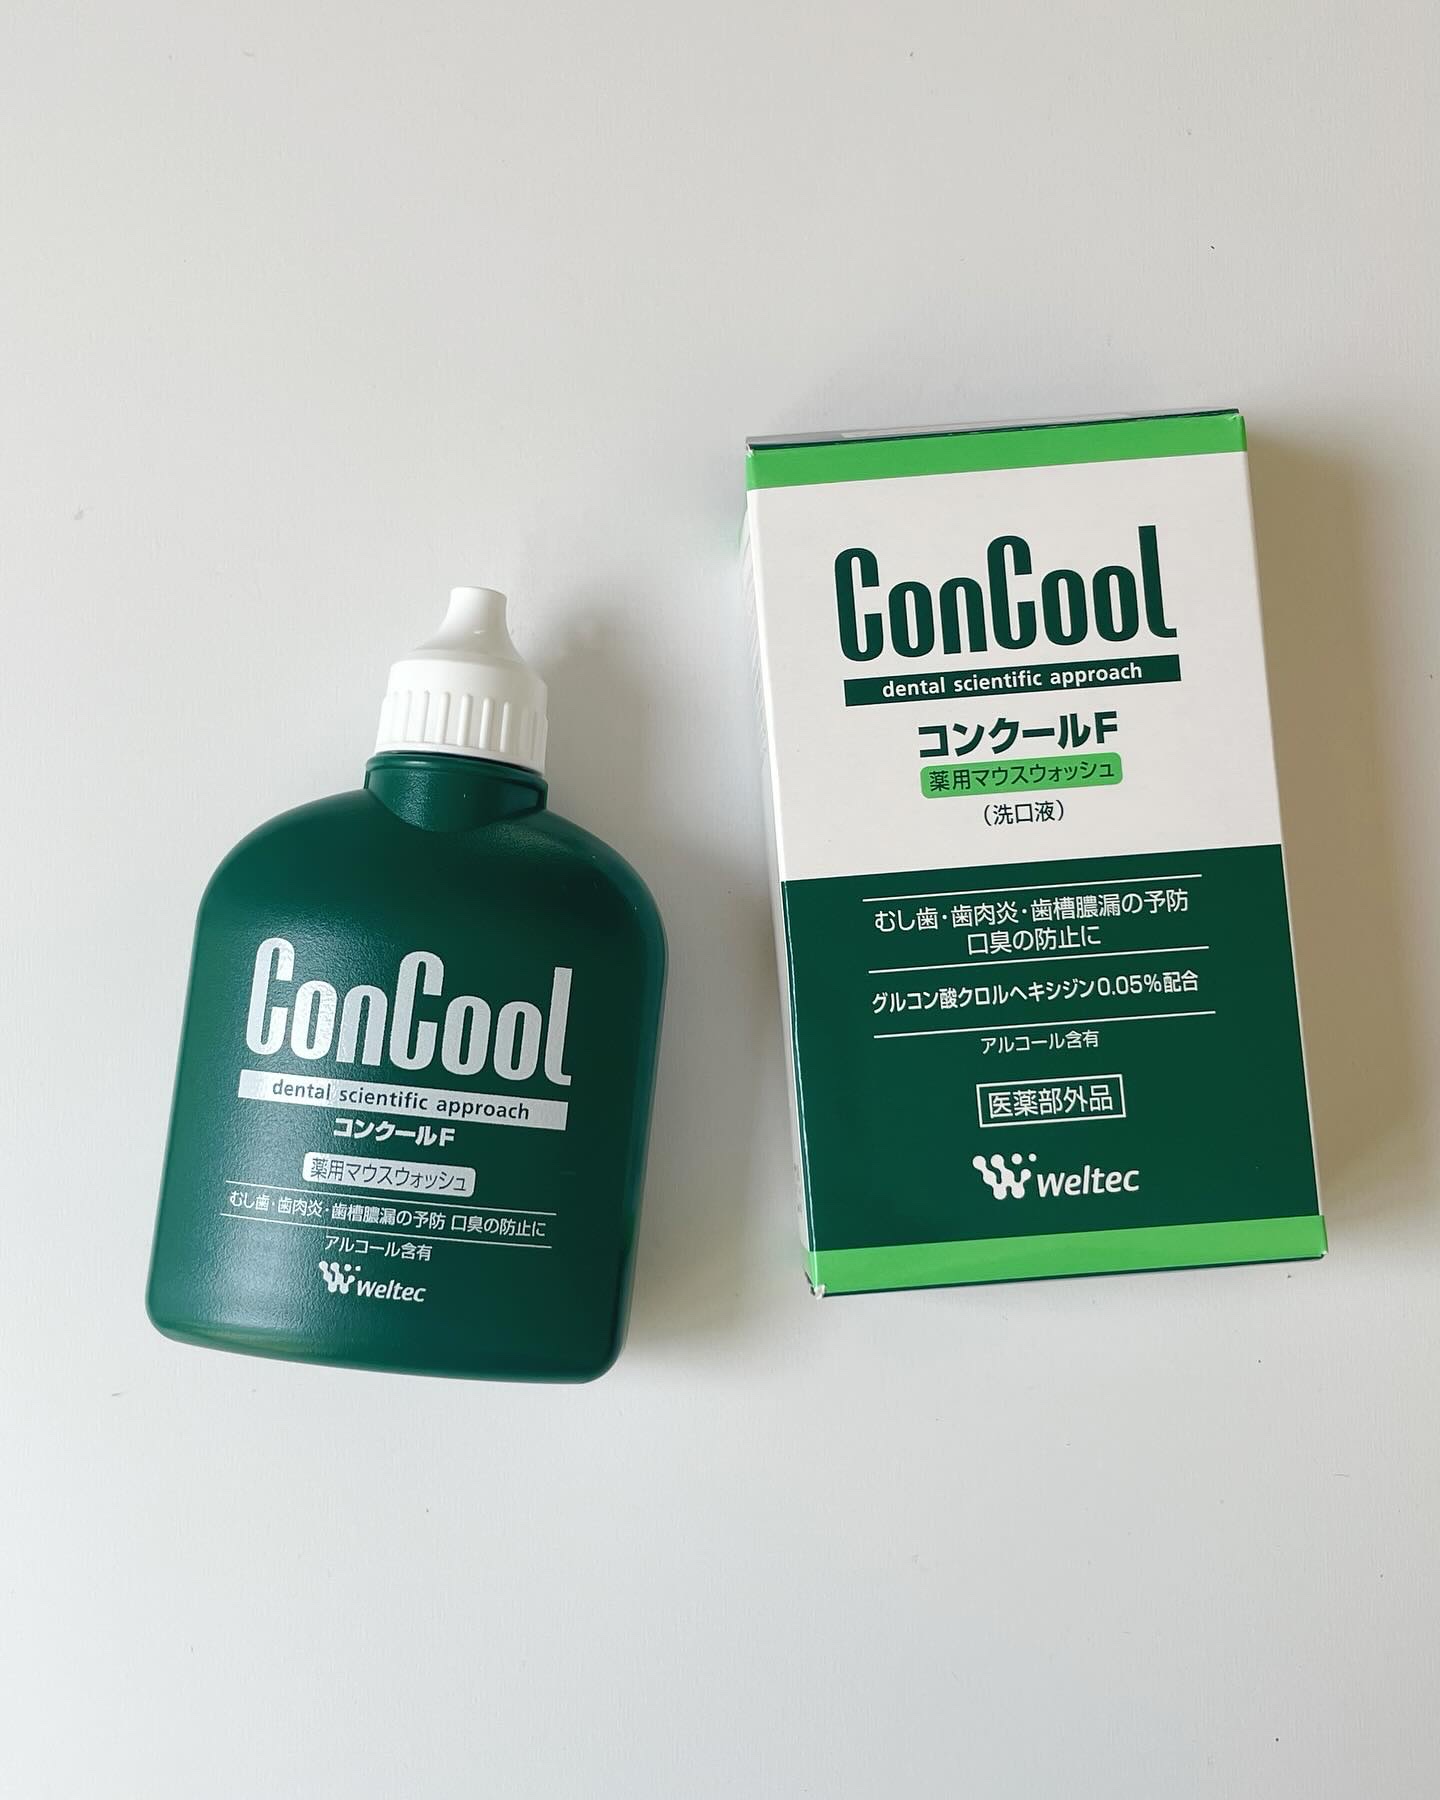 ConCool
dental scientific approach
コンクールF
薬用マウスウォッシュ
むし歯・歯肉炎・歯槽膿漏の予防 口臭の防止に
アルコール含有
weltec
ConCool
dental scientific approach
コンクールF
薬用マウスウォッシュ
(洗口液)
むし歯・歯肉炎・歯槽膿漏の予防
口臭の防止に
グルコン酸クロルヘキシジン0.05%配合
アルコール含有
医薬部外品
weltec